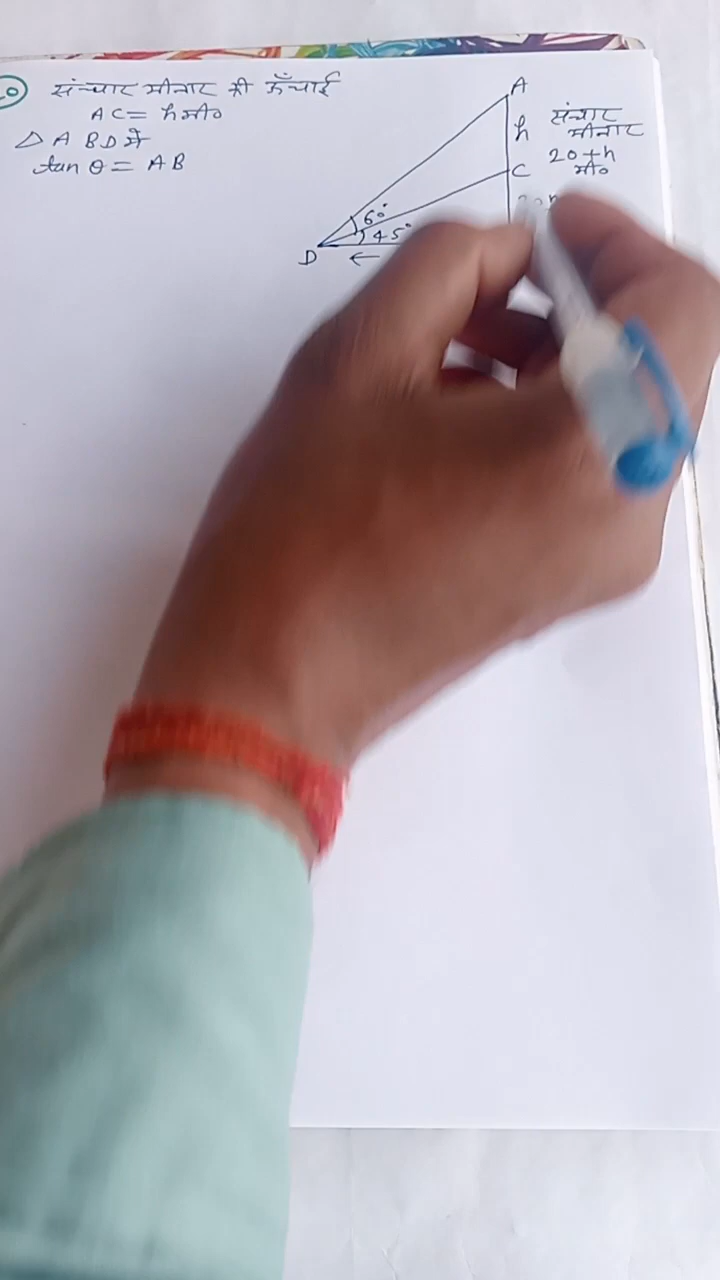 संचार मीनार की ऊँचाई
AC = h मी०
△ABD में
tan θ = AB
A
h
संचार
मीनार
20+h
मी०
C
60°
45°
D
←